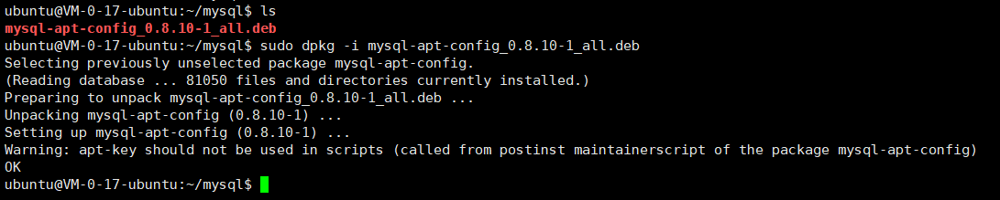 ubuntu@VM-0-17-ubuntu:~/mysql$ ls
mysql-apt-config_0.8.10-1_all.deb
ubuntu@VM-0-17-ubuntu:~/mysql$ sudo dpkg -i mysql-apt-config_0.8.10-1_all.deb
Selecting previously unselected package mysql-apt-config.
(Reading database ... 81050 files and directories currently installed.)
Preparing to unpack mysql-apt-config_0.8.10-1_all.deb ...
Unpacking mysql-apt-config (0.8.10-1) ...
Setting up mysql-apt-config (0.8.10-1) ...
Warning: apt-key should not be used in scripts (called from postinst maintainerscript of the package mysql-apt-config)
OK
ubuntu@VM-0-17-ubuntu:~/mysql$